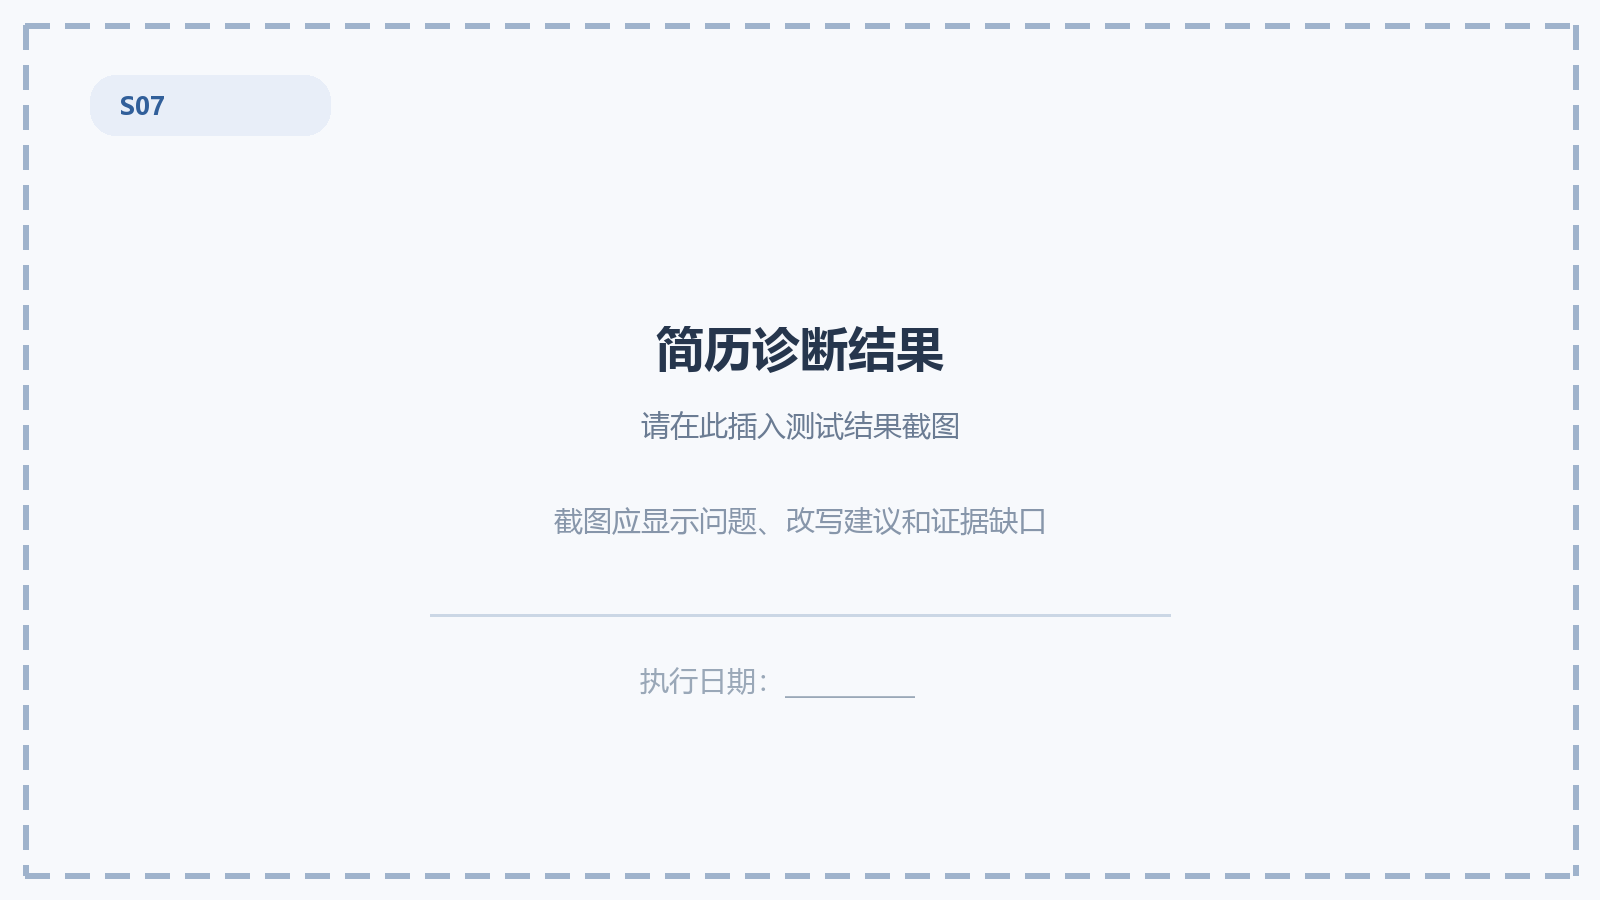 S07
简历诊断结果
请在此插入测试结果截图
截图应显示问题、改写建议和证据缺口
执行日期：__________